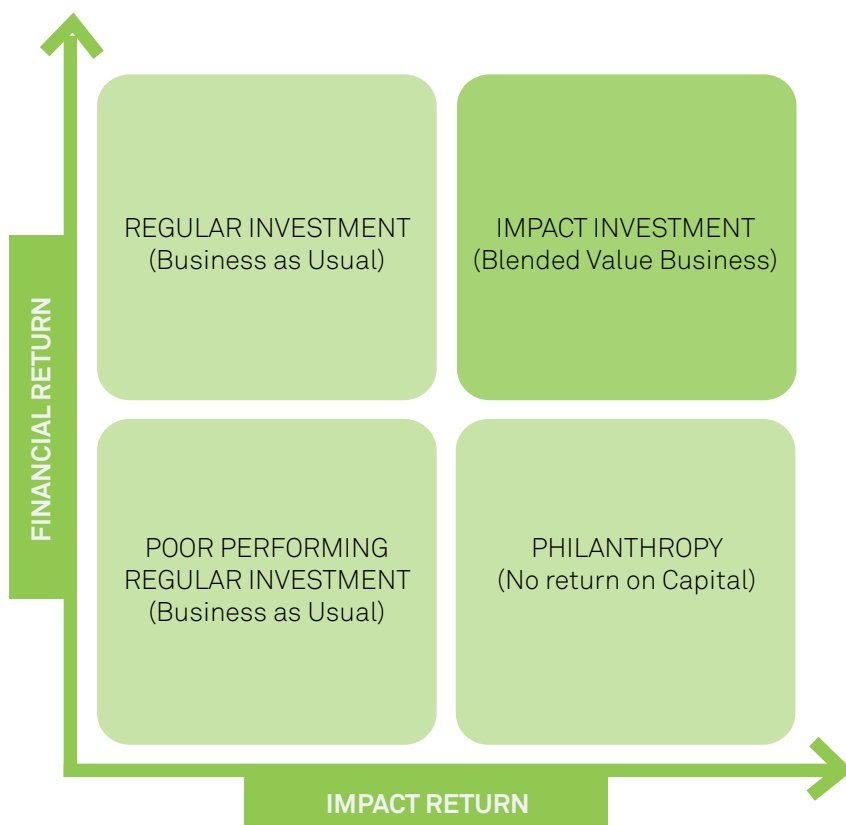 REGULAR INVESTMENT
(Business as Usual)
IMPACT INVESTMENT
(Blended Value Business)
FINANCIAL RETURN
POOR PERFORMING
REGULAR INVESTMENT
(Business as Usual)
PHILANTHROPY
(No return on Capital)
IMPACT RETURN